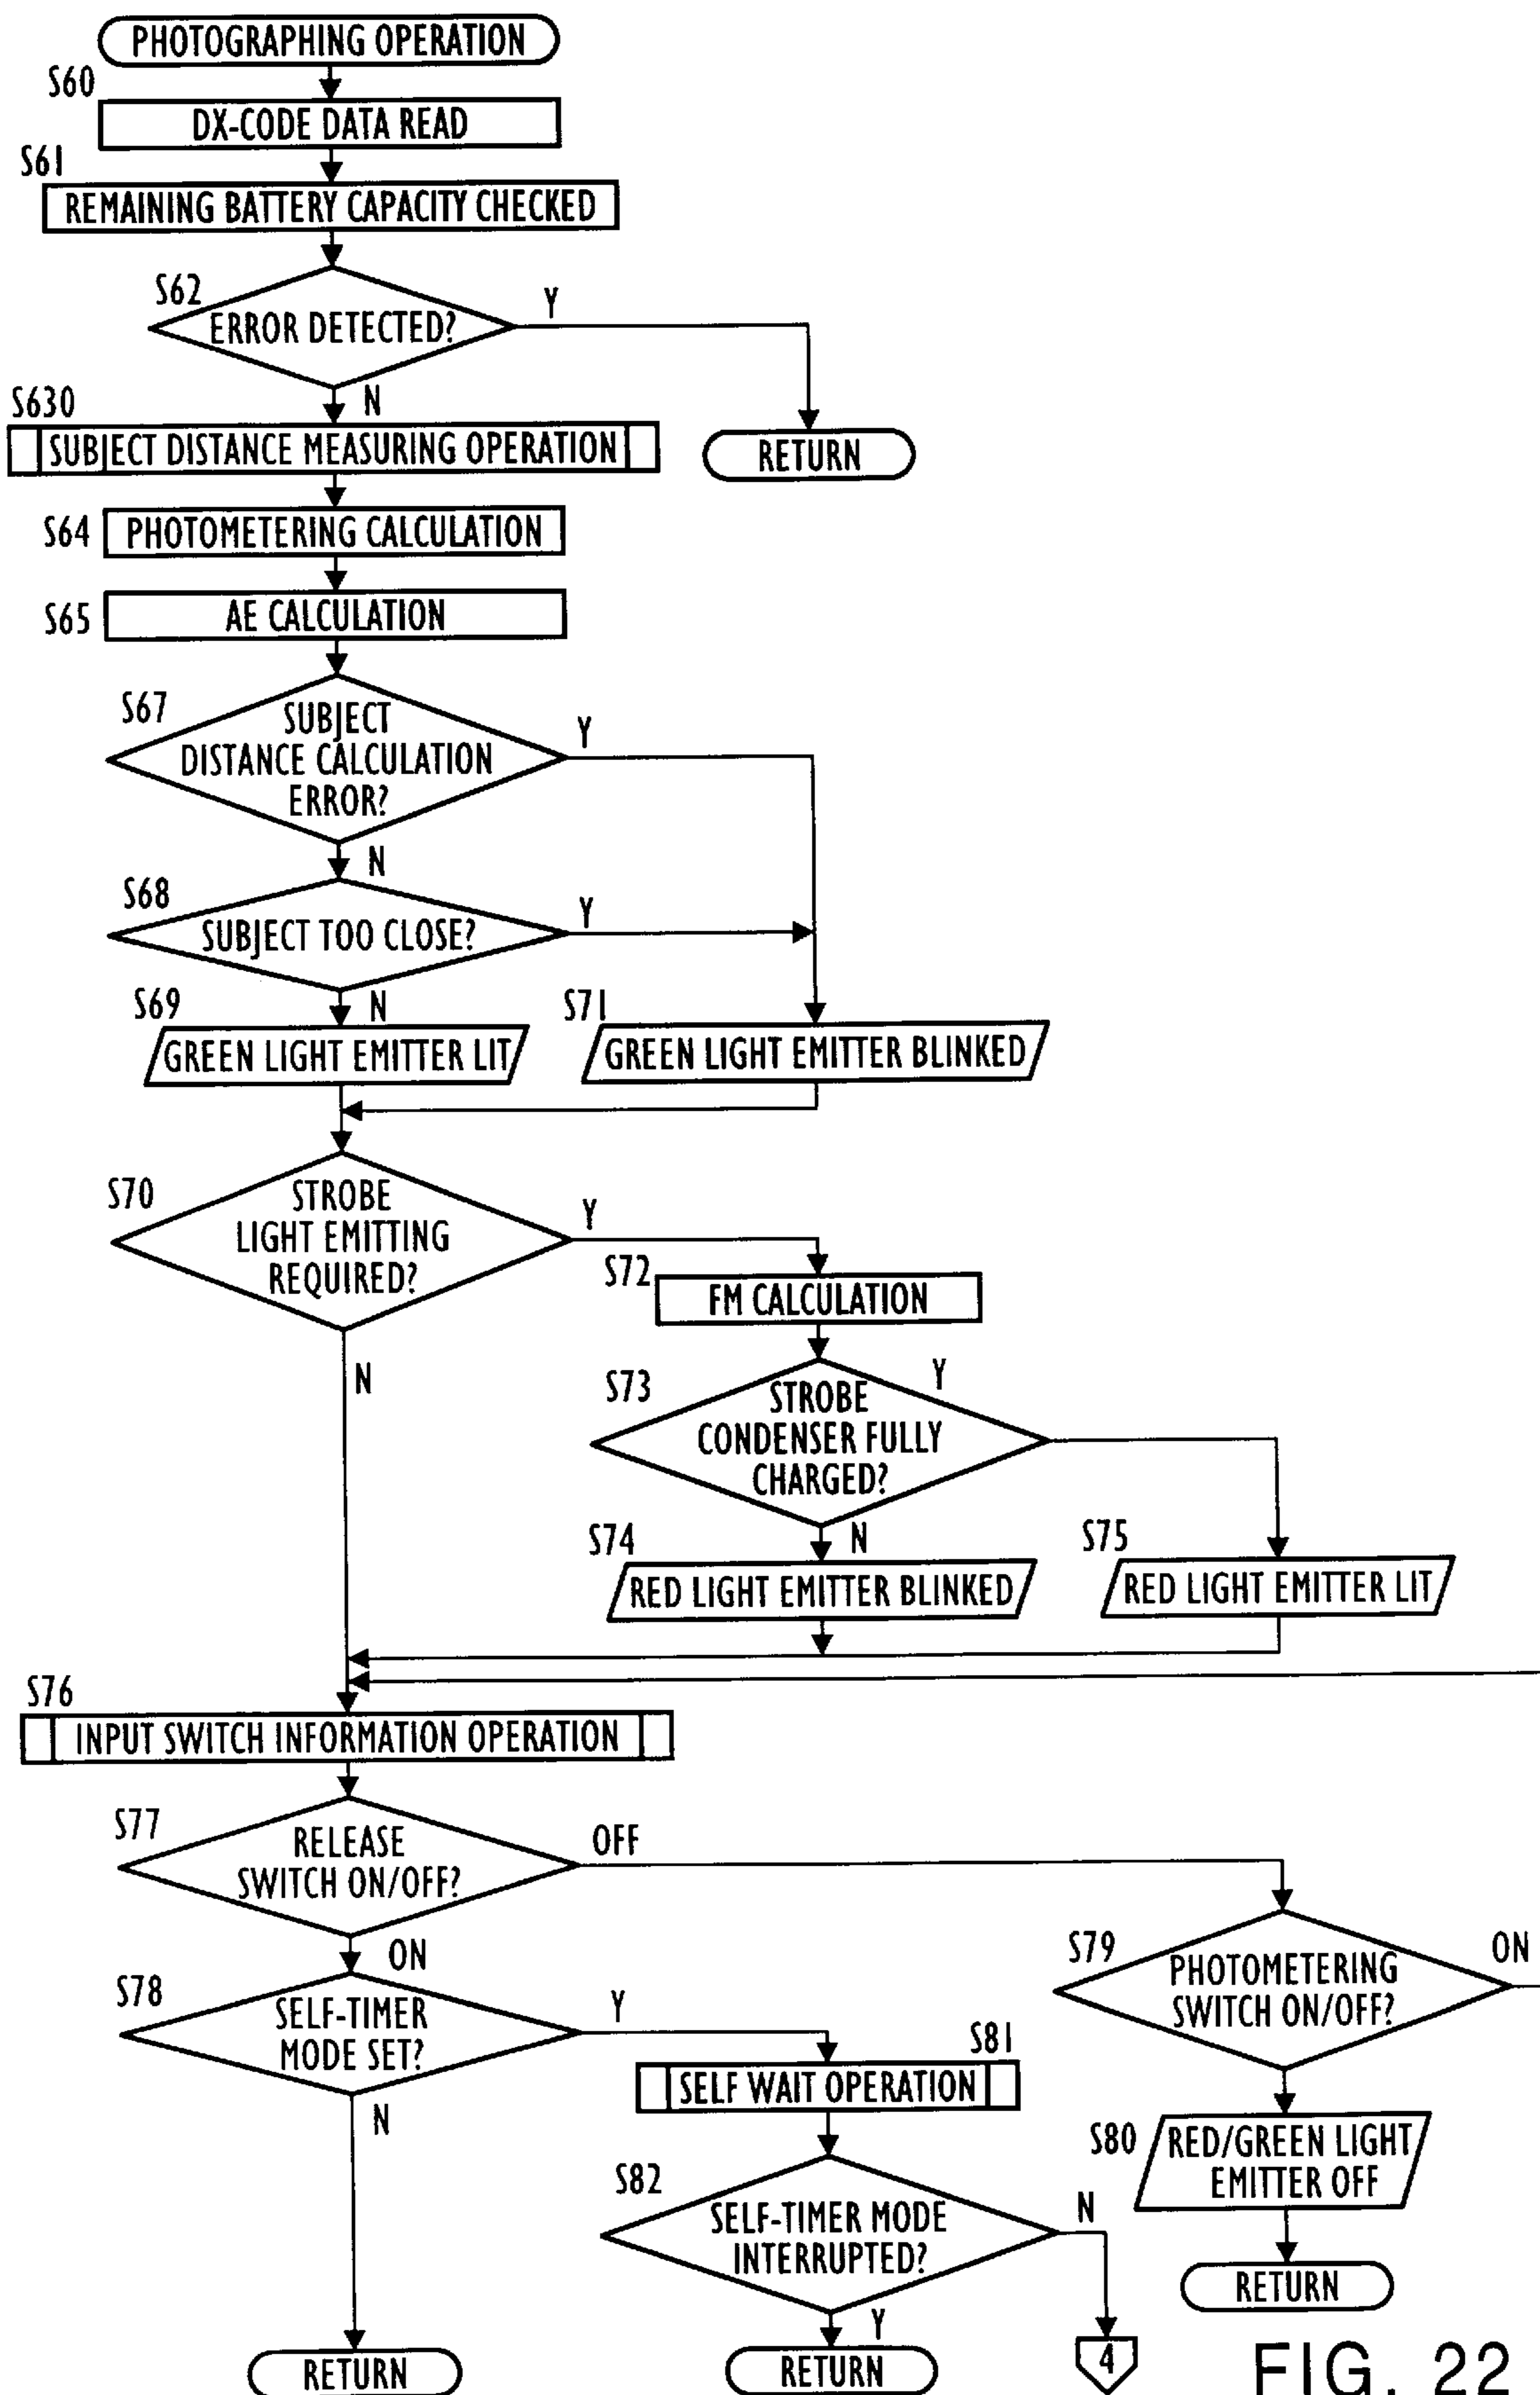 PHOTOGRAPHING OPERATION
S60
DX-CODE DATA READ
S61
REMAINING BATTERY CAPACITY CHECKED
S62
ERROR DETECTED?
Y
N
S630
SUBJECT DISTANCE MEASURING OPERATION
RETURN
S64
PHOTOMETERING CALCULATION
S65
AE CALCULATION
S67
SUBJECT
DISTANCE CALCULATION
ERROR?
Y
N
S68
SUBJECT TOO CLOSE?
Y
N
S69
GREEN LIGHT EMITTER LIT
S71
GREEN LIGHT EMITTER BLINKED
S70
STROBE
LIGHT EMITTING
REQUIRED?
Y
N
S72
FM CALCULATION
S73
STROBE
CONDENSER FULLY
CHARGED?
Y
N
S74
RED LIGHT EMITTER BLINKED
S75
RED LIGHT EMITTER LIT
S76
INPUT SWITCH INFORMATION OPERATION
S77
RELEASE
SWITCH ON/OFF?
OFF
ON
S79
PHOTOMETERING
SWITCH ON/OFF?
ON
S78
SELF-TIMER
MODE SET?
Y
N
S81
SELF WAIT OPERATION
S80
RED/GREEN LIGHT
EMITTER OFF
S82
SELF-TIMER MODE
INTERRUPTED?
N
Y
RETURN
RETURN
RETURN
4
FIG. 22